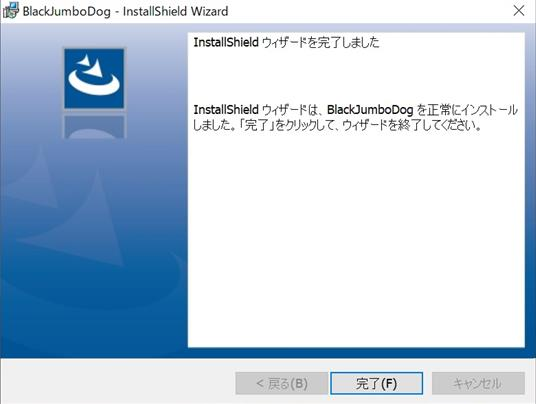 BlackJumboDog - InstallShield Wizard
InstallShield ウィザードを完了しました
InstallShield ウィザードは、BlackJumboDog を正常にインストール
しました。「完了」をクリックして、ウィザードを終了してください。
< 戻る(B)
完了(F)
キャンセル